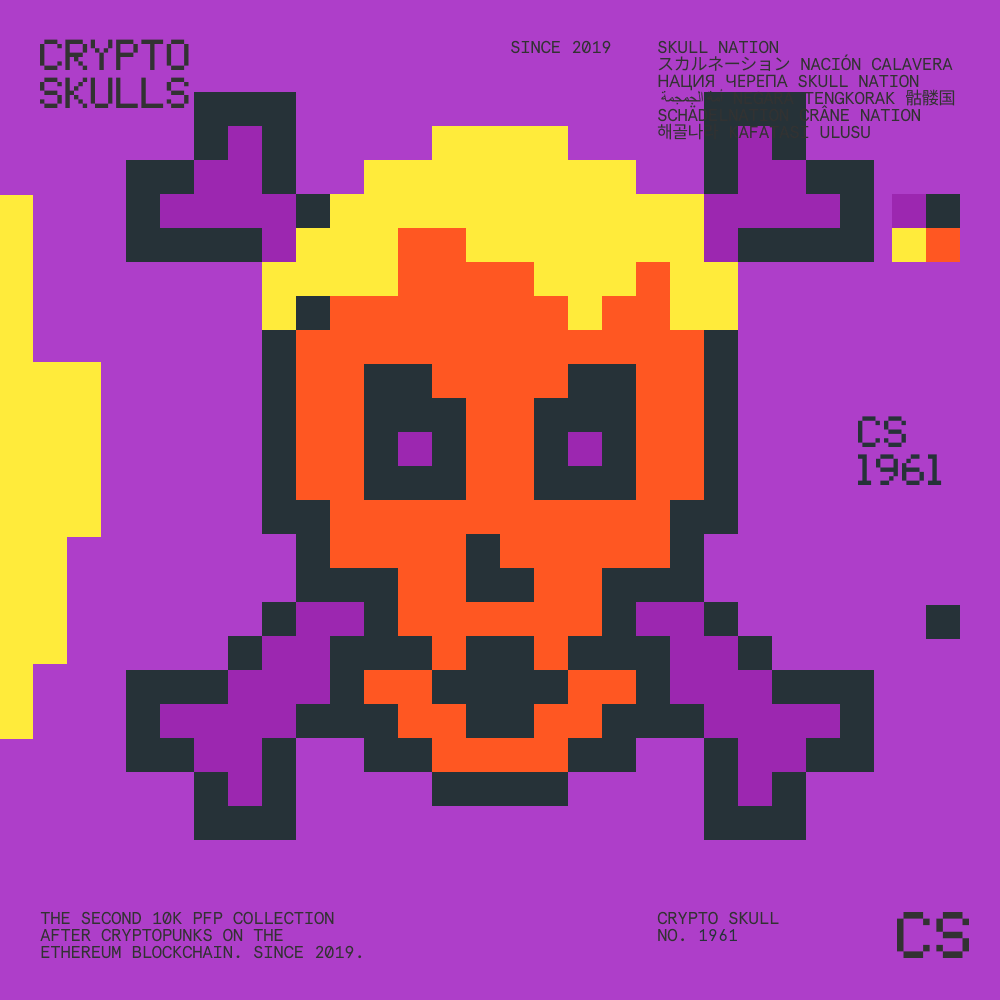 CRYPTO
SKULLS
SINCE 2019
SKULL NATION
スカルネーション NACIÓN CALAVERA
НАЦИЯ ЧЕРЕПА SKULL NATION
TENGKORAK 骷髅国
CRÂNE NATION
ULUSU
CS
1961
THE SECOND 10K PFP COLLECTION
AFTER CRYPTOPUNKS ON THE
ETHEREUM BLOCKCHAIN. SINCE 2019.
CRYPTO SKULL
NO. 1961
CS